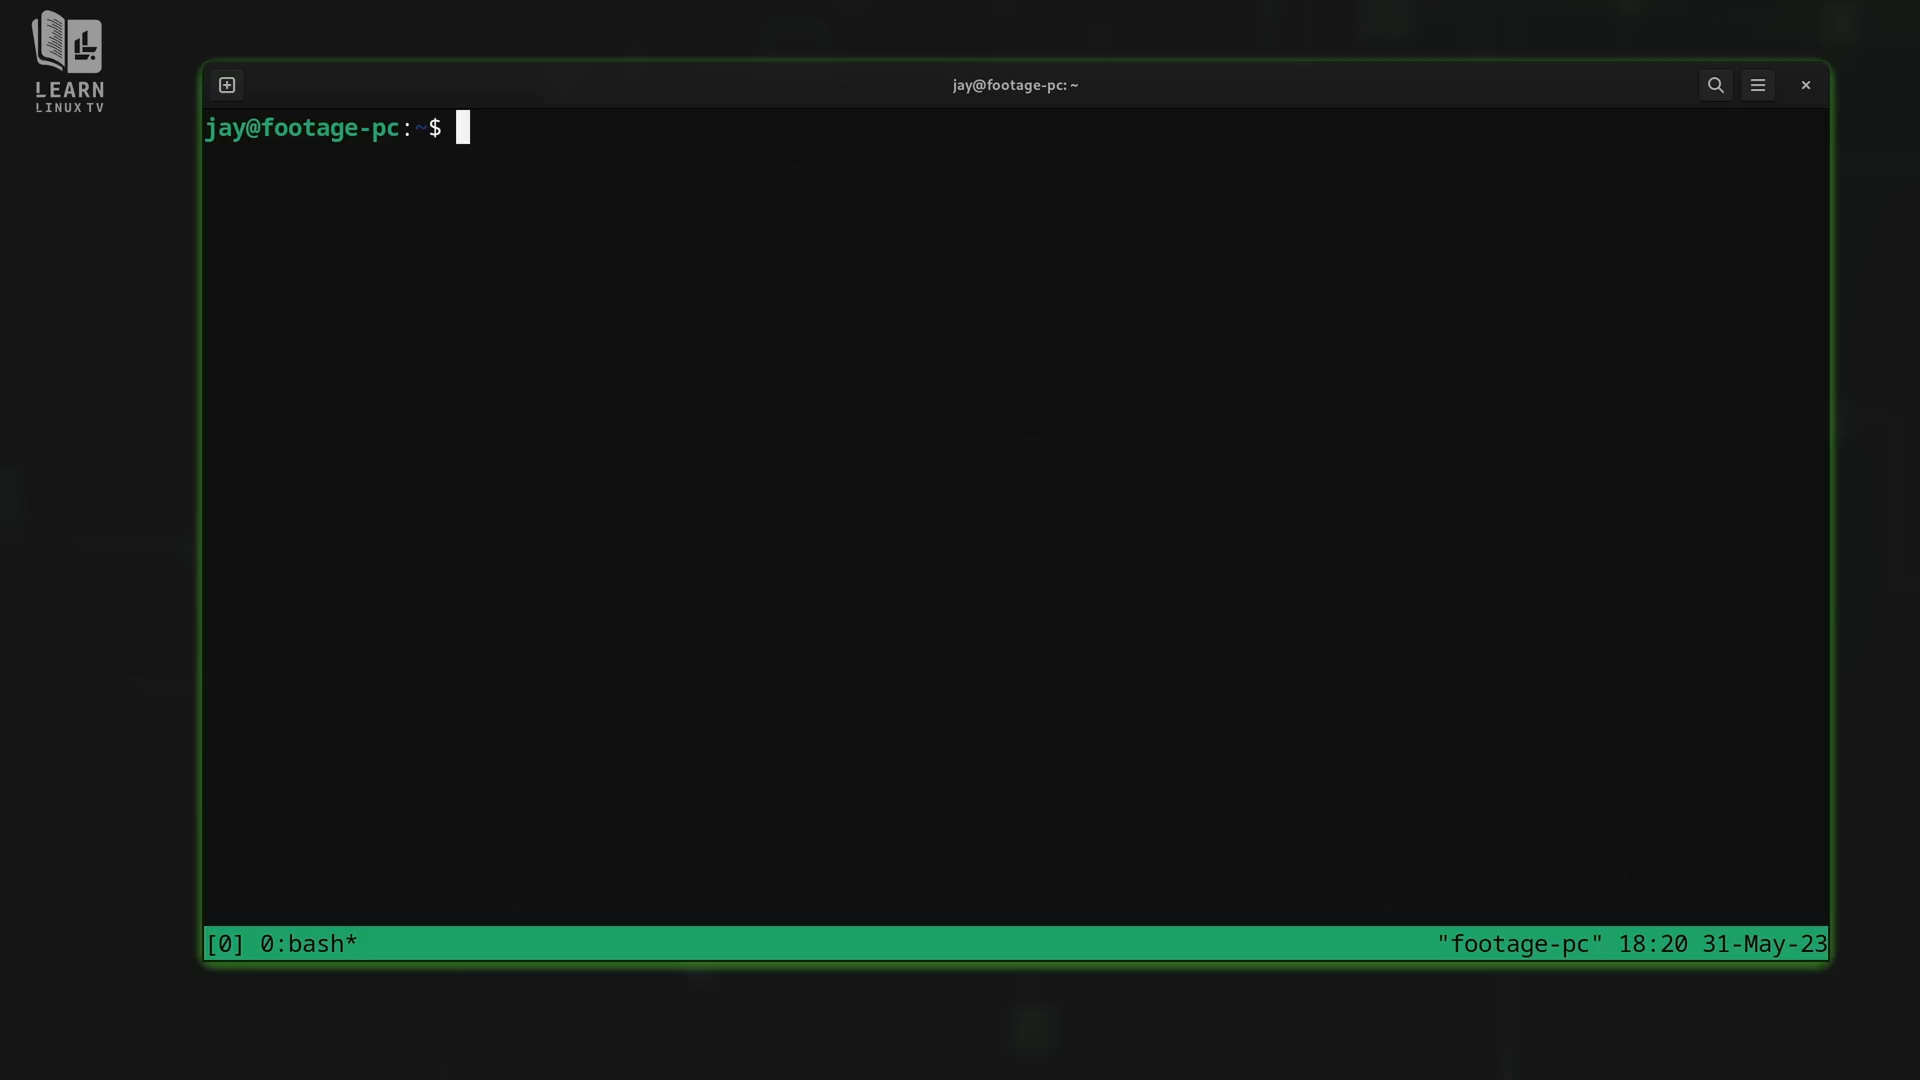 LEARN
LINUX TV
jay@footage-pc: ~
jay@footage-pc:~$
[0] 0:bash*
"footage-pc" 18:20 31-May-23